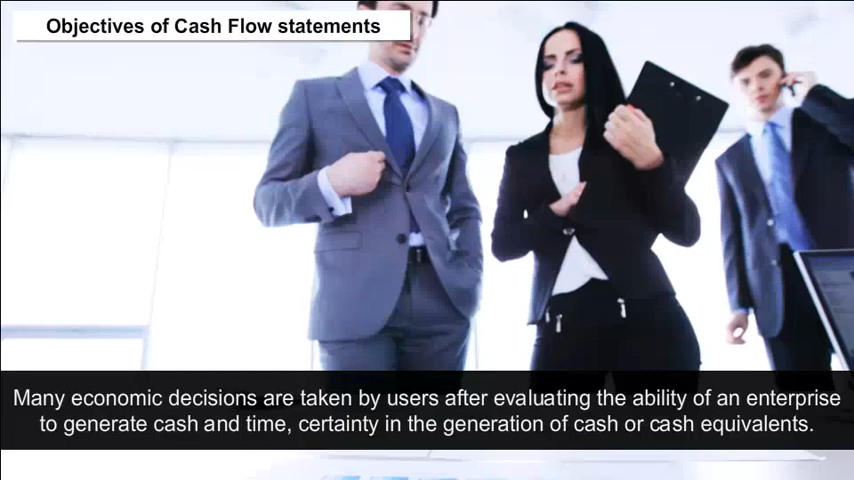 Objectives of Cash Flow statements
Many economic decisions are taken by users after evaluating the ability of an enterprise
to generate cash and time, certainty in the generation of cash or cash equivalents.